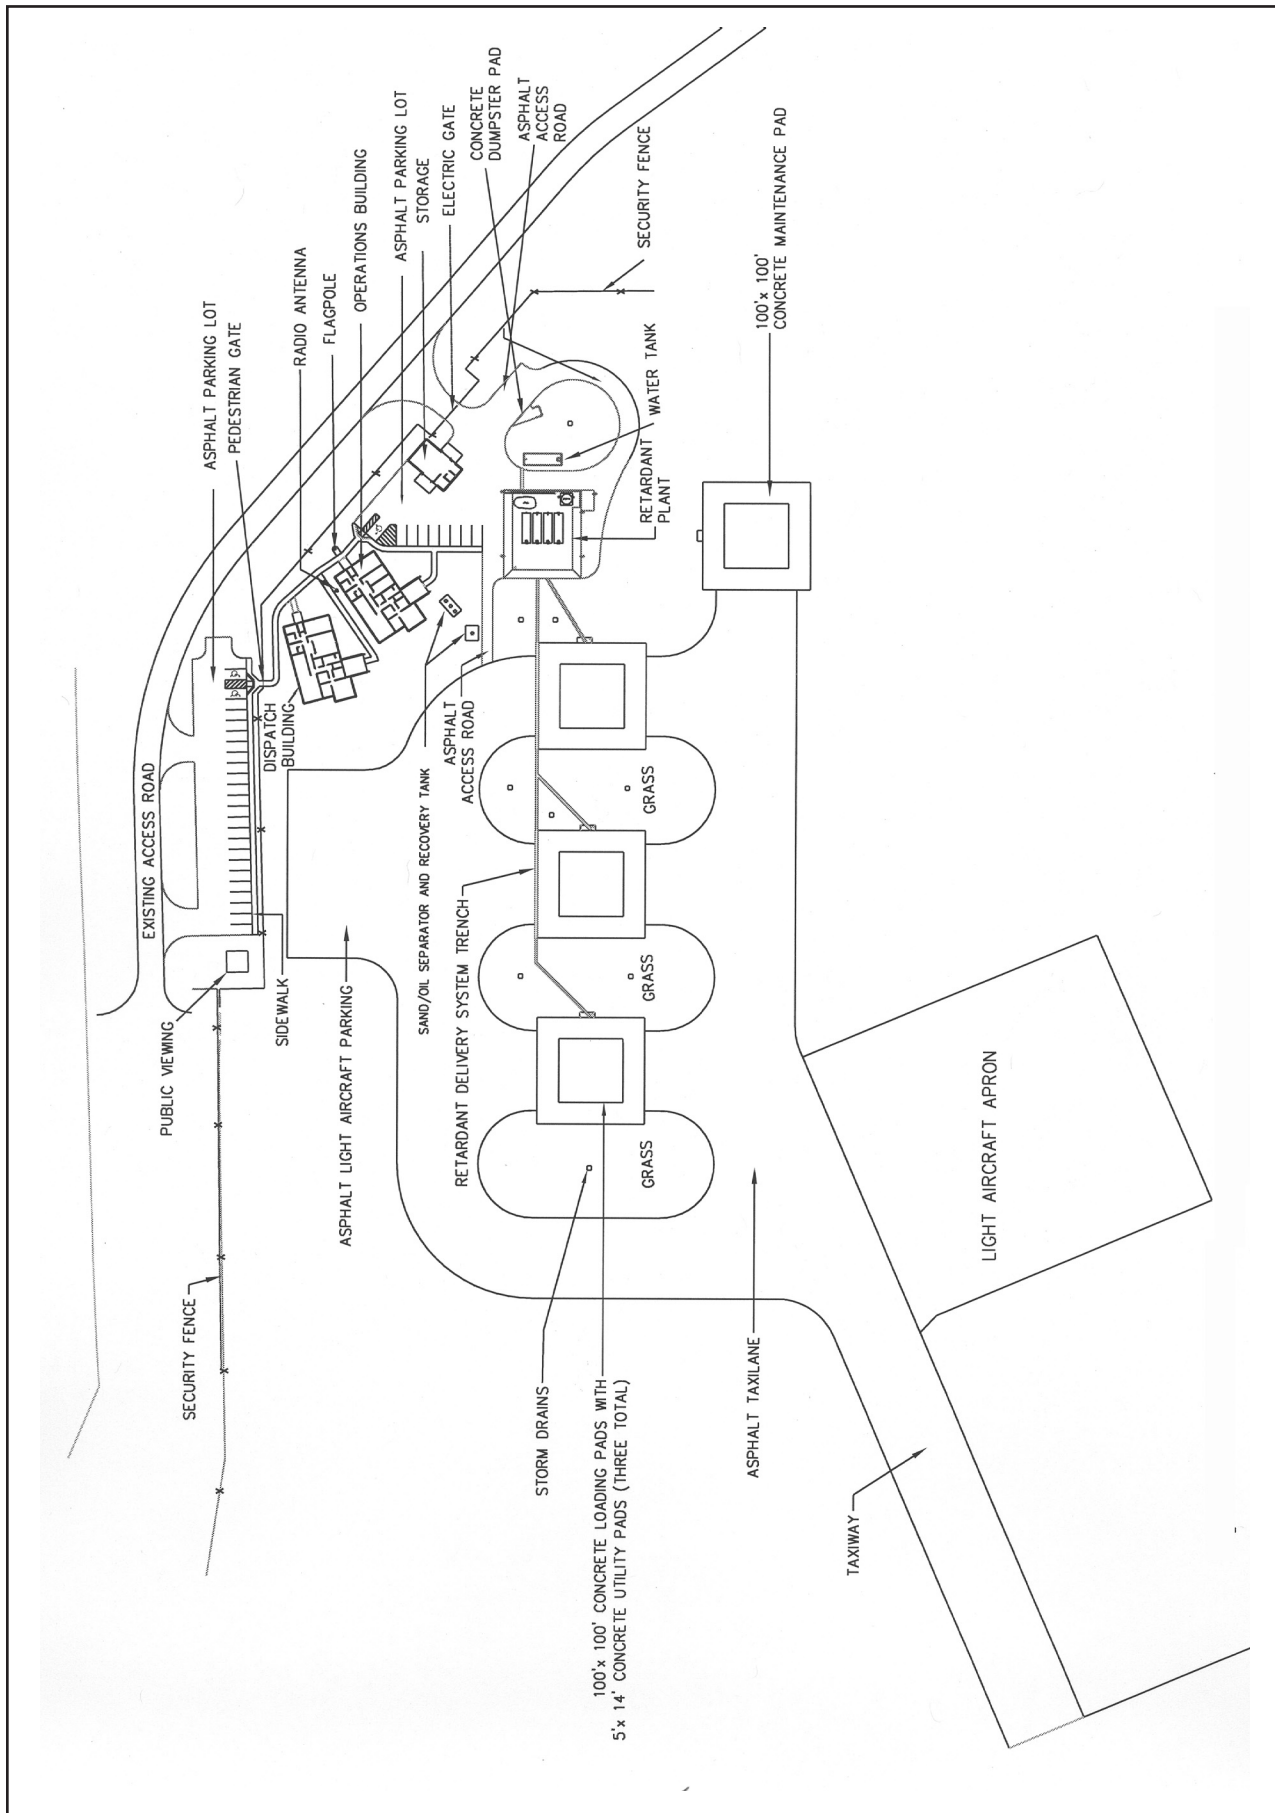 ASPHALT PARKING LOT
PEDESTRIAN GATE
RADIO ANTENNA
FLAGPOLE
OPERATIONS BUILDING
ASPHALT PARKING LOT
STORAGE
ELECTRIC GATE
CONCRETE
DUMPSTER PAD
ASPHALT
ACCESS
ROAD
SECURITY FENCE
100'x 100'
CONCRETE MAINTENANCE PAD
WATER TANK
RETARDANT
PLANT
EXISTING ACCESS ROAD
DISPATCH
BUILDING
ASPHALT
ACCESS ROAD
SAND/OIL SEPARATOR AND RECOVERY TANK
PUBLIC VIEWING
SIDEWALK
ASPHALT LIGHT AIRCRAFT PARKING
RETARDANT DELIVERY SYSTEM TRENCH
GRASS
GRASS
GRASS
SECURITY FENCE
STORM DRAINS
100'x 100' CONCRETE LOADING PADS WITH
5'x 14' CONCRETE UTILITY PADS (THREE TOTAL)
ASPHALT TAXILANE
TAXIWAY
LIGHT AIRCRAFT APRON